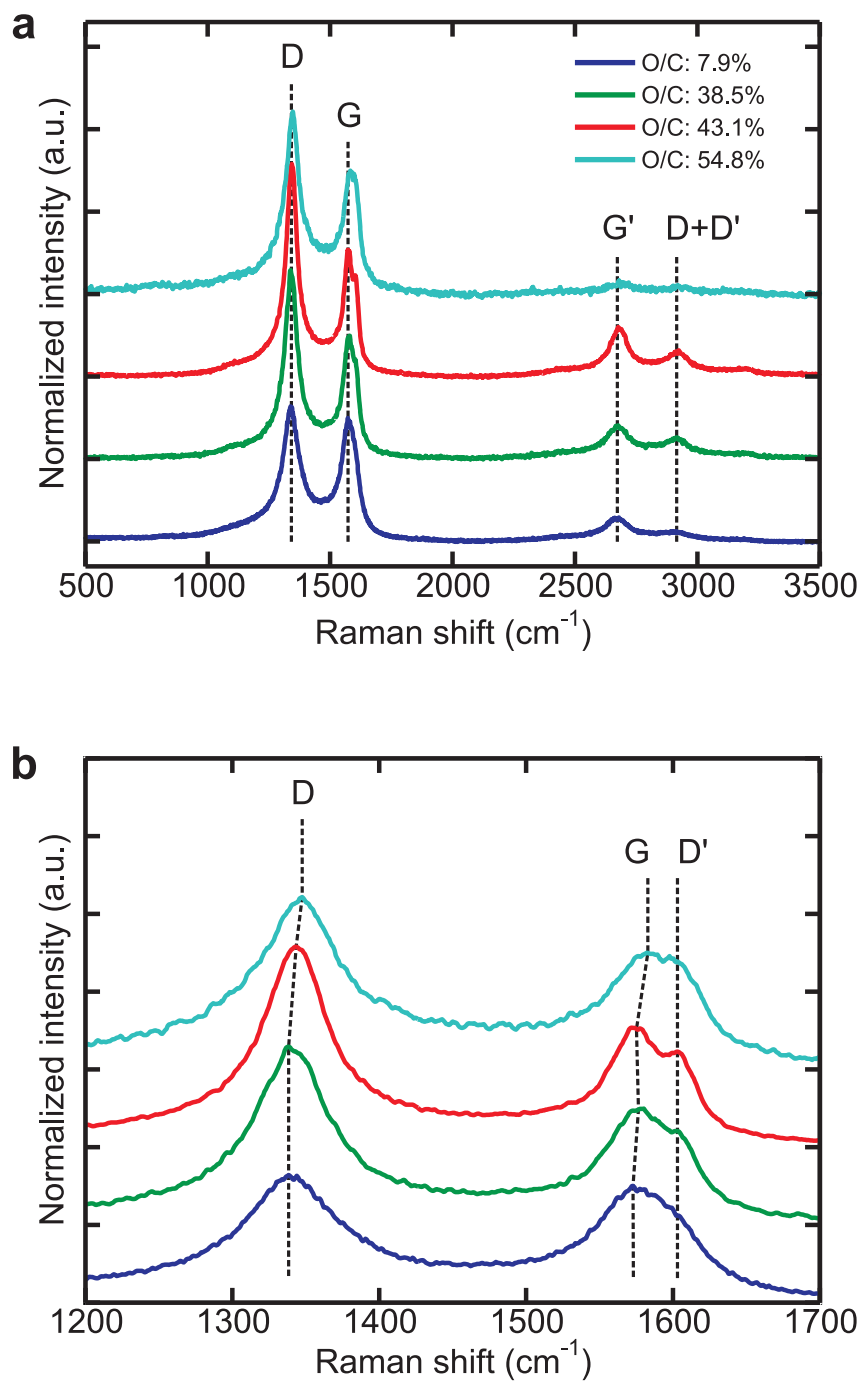 a
D
G
G'
D+D'
O/C: 7.9%
O/C: 38.5%
O/C: 43.1%
O/C: 54.8%
Normalized intensity (a.u.)
500 1000 1500 2000 2500 3000 3500
Raman shift (cm⁻¹)
b
D
G D'
Normalized intensity (a.u.)
1200 1300 1400 1500 1600 1700
Raman shift (cm⁻¹)